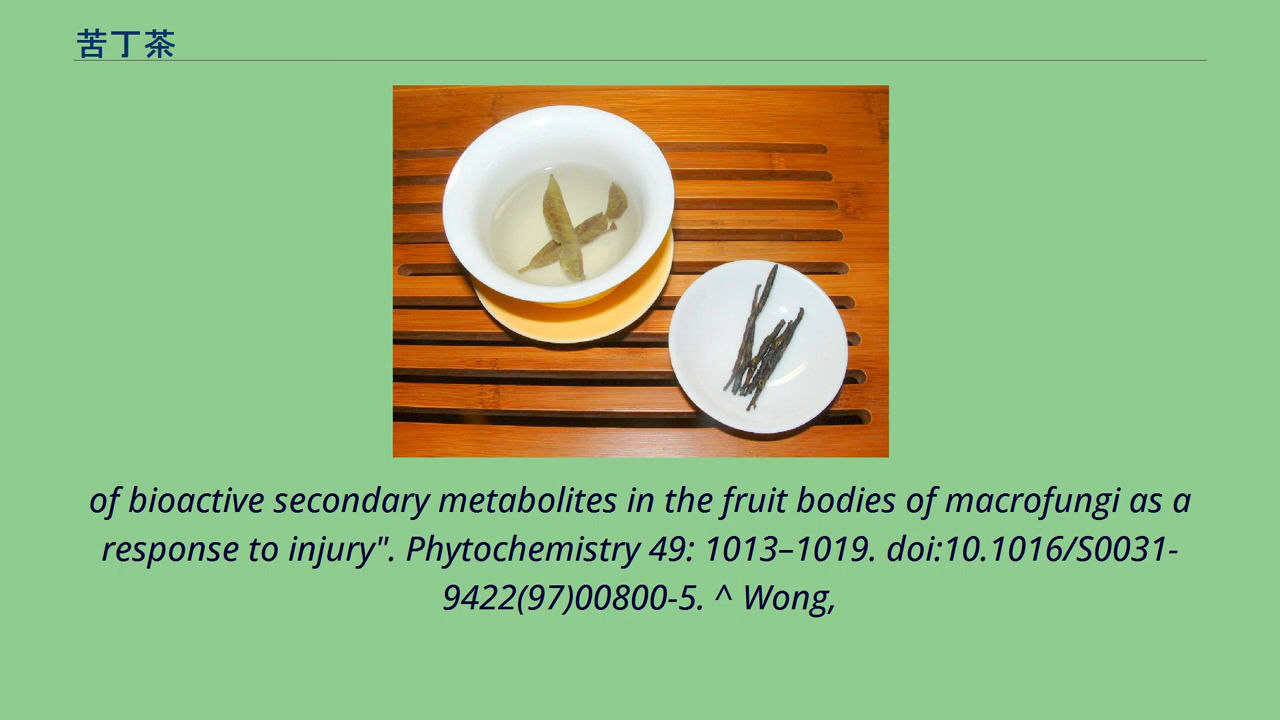 苦丁茶
of bioactive secondary metabolites in the fruit bodies of macrofungi as a
response to injury". Phytochemistry 49: 1013–1019. doi:10.1016/S0031-
9422(97)00800-5. ^ Wong,